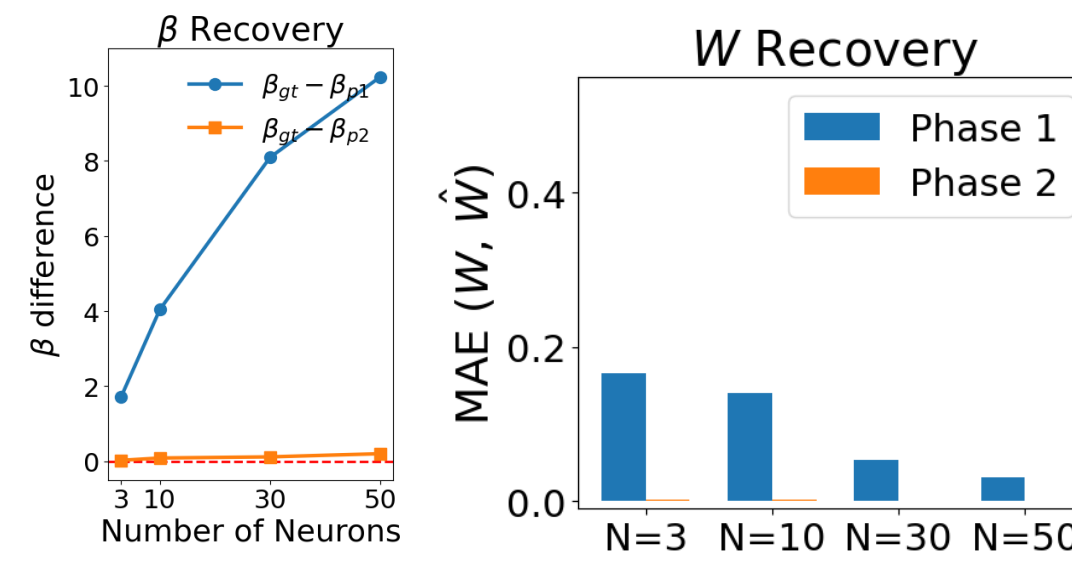 β Recovery
β difference
10
8
6
4
2
0
β_gt − β_p1
β_gt − β_p2
3 10 30 50
Number of Neurons
W Recovery
MAE (W, Ŵ)
0.4
0.2
0.0
Phase 1
Phase 2
N=3 N=10 N=30 N=50